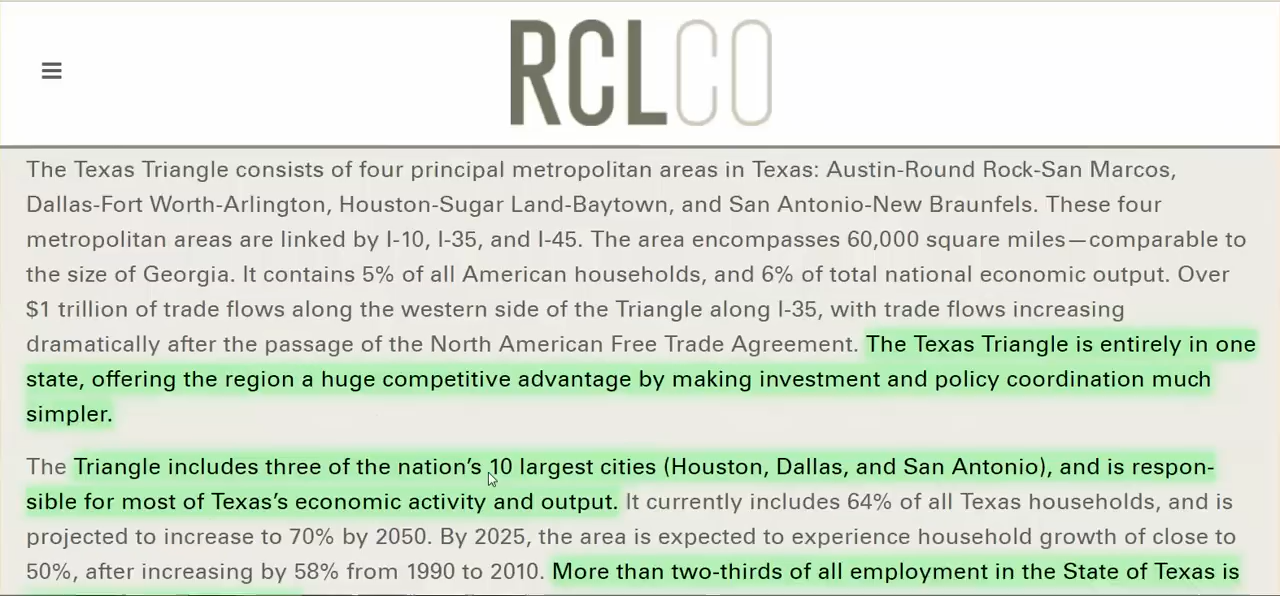 RCLCO
The Texas Triangle consists of four principal metropolitan areas in Texas: Austin-Round Rock-San Marcos,
Dallas-Fort Worth-Arlington, Houston-Sugar Land-Baytown, and San Antonio-New Braunfels. These four
metropolitan areas are linked by I-10, I-35, and I-45. The area encompasses 60,000 square miles—comparable to
the size of Georgia. It contains 5% of all American households, and 6% of total national economic output. Over
$1 trillion of trade flows along the western side of the Triangle along I-35, with trade flows increasing
dramatically after the passage of the North American Free Trade Agreement. The Texas Triangle is entirely in one
state, offering the region a huge competitive advantage by making investment and policy coordination much
simpler.
The Triangle includes three of the nation’s 10 largest cities (Houston, Dallas, and San Antonio), and is respon-
sible for most of Texas’s economic activity and output. It currently includes 64% of all Texas households, and is
projected to increase to 70% by 2050. By 2025, the area is expected to experience household growth of close to
50%, after increasing by 58% from 1990 to 2010. More than two-thirds of all employment in the State of Texas is